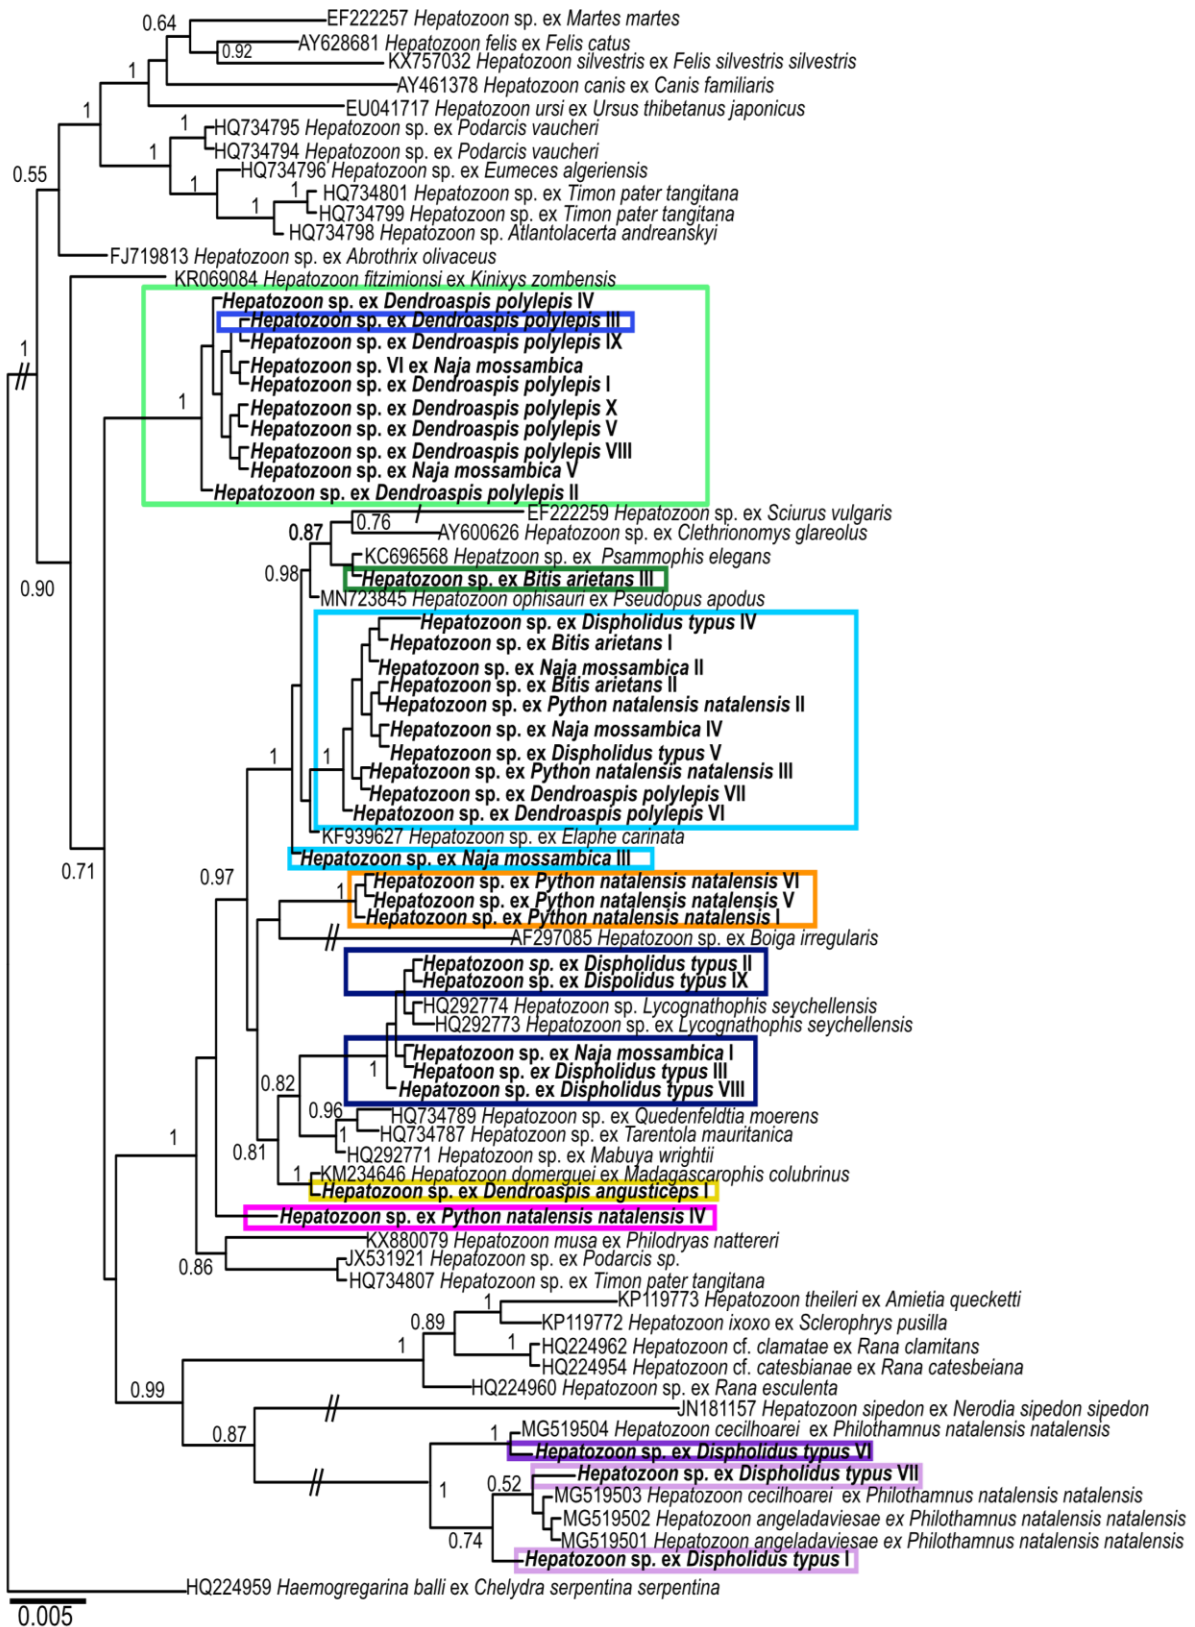 0.64
EF222257 Hepatozoon sp. ex Martes martes
AY628681 Hepatozoon felis ex Felis catus
0.92
KX757032 Hepatozoon silvestris ex Felis silvestris silvestris
1
AY461378 Hepatozoon canis ex Canis familiaris
EU041717 Hepatozoon ursi ex Ursus thibetanus japonicus
1
1
HQ734795 Hepatozoon sp. ex Podarcis vaucheri
1
HQ734794 Hepatozoon sp. ex Podarcis vaucheri
0.55
HQ734796 Hepatozoon sp. ex Eumeces algeriensis
1
1
HQ734801 Hepatozoon sp. ex Timon pater tangitana
1
HQ734799 Hepatozoon sp. ex Timon pater tangitana
HQ734798 Hepatozoon sp. Atlantolacerta andreanskyi
FJ719813 Hepatozoon sp. ex Abrothrix olivaceus
KR069084 Hepatozoon fitzimionsi ex Kinixys zombensis
Hepatozoon sp. ex Dendroaspis polylepis IV
Hepatozoon sp. ex Dendroaspis polylepis III
Hepatozoon sp. ex Dendroaspis polylepis IX
1
Hepatozoon sp. VI ex Naja mossambica
Hepatozoon sp. ex Dendroaspis polylepis I
1
Hepatozoon sp. ex Dendroaspis polylepis X
Hepatozoon sp. ex Dendroaspis polylepis V
Hepatozoon sp. ex Dendroaspis polylepis VIII
Hepatozoon sp. ex Naja mossambica V
Hepatozoon sp. ex Dendroaspis polylepis II
EF222259 Hepatozoon sp. ex Sciurus vulgaris
0.76
0.87
AY600626 Hepatozoon sp. ex Clethrionomys glareolus
KC696568 Hepatzoon sp. ex Psammophis elegans
0.98
Hepatozoon sp. ex Bitis arietans III
0.90
MN723845 Hepatozoon ophisauri ex Pseudopus apodus
Hepatozoon sp. ex Dispholidus typus IV
Hepatozoon sp. ex Bitis arietans I
Hepatozoon sp. ex Naja mossambica II
Hepatozoon sp. ex Bitis arietans II
Hepatozoon sp. ex Python natalensis natalensis II
Hepatozoon sp. ex Naja mossambica IV
1
1
Hepatozoon sp. ex Dispholidus typus V
Hepatozoon sp. ex Python natalensis natalensis III
Hepatozoon sp. ex Dendroaspis polylepis VII
Hepatozoon sp. ex Dendroaspis polylepis VI
KF939627 Hepatozoon sp. ex Elaphe carinata
Hepatozoon sp. ex Naja mossambica III
0.71
0.97
Hepatozoon sp. ex Python natalensis natalensis VI
1
Hepatozoon sp. ex Python natalensis natalensis V
Hepatozoon sp. ex Python natalensis natalensis I
AF297085 Hepatozoon sp. ex Boiga irregularis
Hepatozoon sp. ex Dispholidus typus II
Hepatozoon sp. ex Dispolidus typus IX
HQ292774 Hepatozoon sp. Lycognathophis seychellensis
HQ292773 Hepatozoon sp. ex Lycognathophis seychellensis
Hepatozoon sp. ex Naja mossambica I
1
Hepatoon sp. ex Dispholidus typus III
0.82
Hepatozoon sp. ex Dispholidus typus VIII
0.96
HQ734789 Hepatozoon sp. ex Quedenfeldtia moerens
1
1
HQ734787 Hepatozoon sp. ex Tarentola mauritanica
0.81
HQ292771 Hepatozoon sp. ex Mabuya wrightii
1
KM234646 Hepatozoon domerguei ex Madagascarophis colubrinus
Hepatozoon sp. ex Dendroaspis angusticeps I
Hepatozoon sp. ex Python natalensis natalensis IV
KX880079 Hepatozoon musa ex Philodryas nattereri
0.86
JX531921 Hepatozoon sp. ex Podarcis sp.
HQ734807 Hepatozoon sp. ex Timon pater tangitana
1
KP119773 Hepatozoon theileri ex Amietia quecketti
0.89
KP119772 Hepatozoon ixoxo ex Sclerophrys pusilla
1
1
HQ224962 Hepatozoon cf. clamatae ex Rana clamitans
HQ224954 Hepatozoon cf. catesbianae ex Rana catesbeiana
0.99
HQ224960 Hepatozoon sp. ex Rana esculenta
JN181157 Hepatozoon sipedon ex Nerodia sipedon sipedon
0.87
1
MG519504 Hepatozoon cecilhoarei ex Philothamnus natalensis natalensis
Hepatozoon sp. ex Dispholidus typus VI
Hepatozoon sp. ex Dispholidus typus VII
1
0.52
MG519503 Hepatozoon cecilhoarei ex Philothamnus natalensis natalensis
MG519502 Hepatozoon angeladaviesae ex Philothamnus natalensis natalensis
0.74
MG519501 Hepatozoon angeladaviesae ex Philothamnus natalensis natalensis
Hepatozoon sp. ex Dispholidus typus I
HQ224959 Haemogregarina balli ex Chelydra serpentina serpentina
0.005